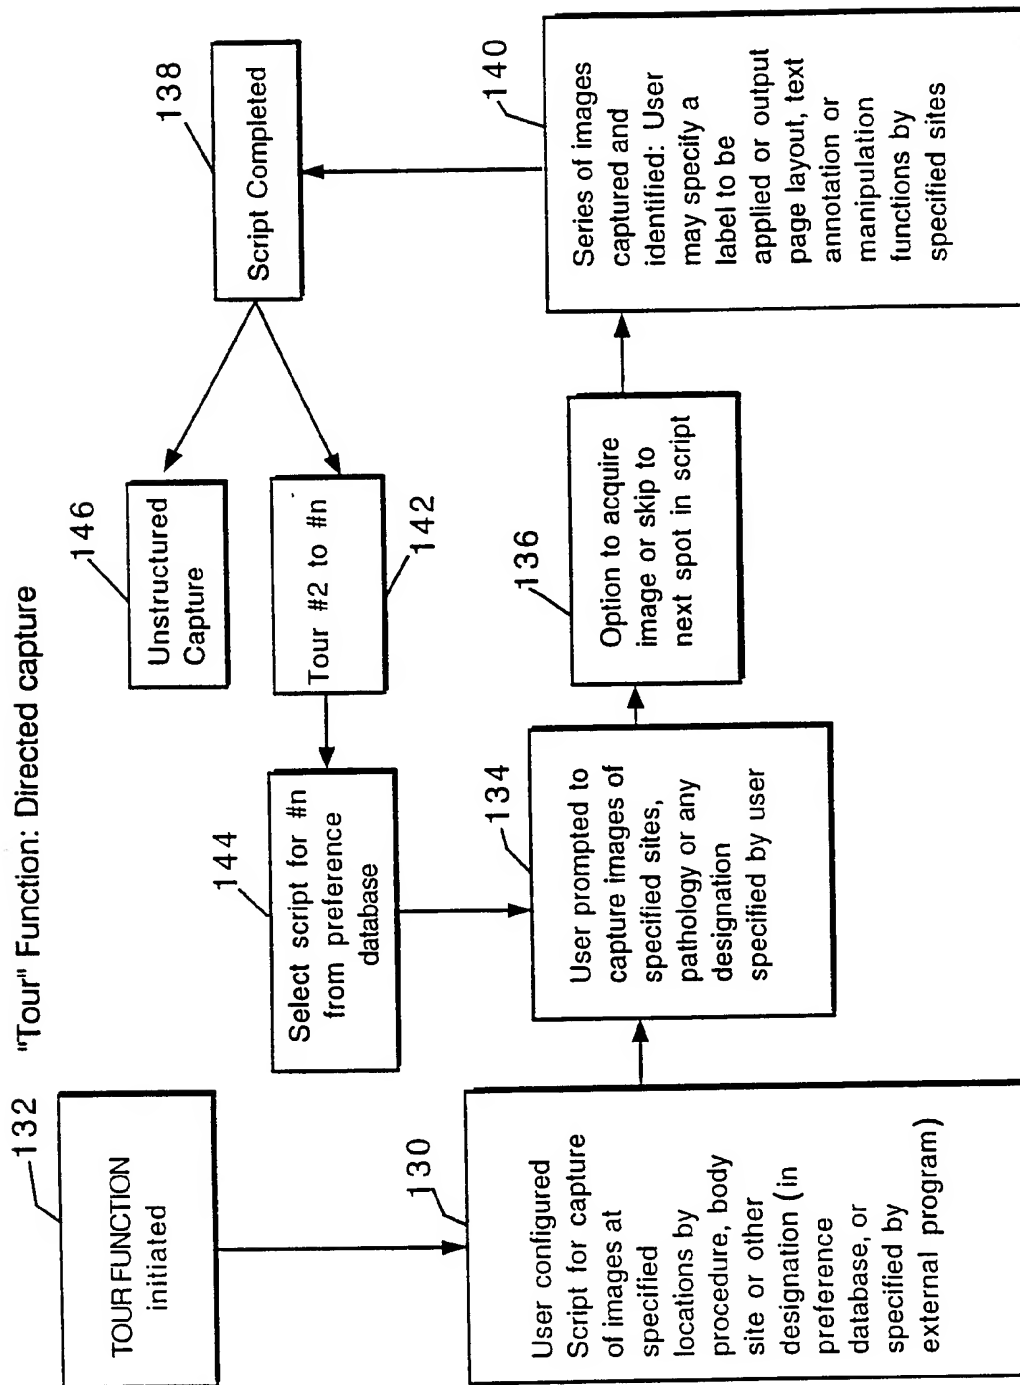 "Tour" Function: Directed capture
132
TOUR FUNCTION
initiated
130
User configured
Script for capture
of images at
specified
locations by
procedure, body
site or other
designation (in
preference
database, or
specified by
external program)
144
Select script for #n
from preference
database
134
User prompted to
capture images of
specified sites,
pathology or any
designation
specified by user
146
Unstructured
Capture
Tour #2 to #n
142
136
Option to acquire
image or skip to
next spot in script
138
Script Completed
140
Series of images
captured and
identified: User
may specify a
label to be
applied or output
page layout, text
annotation or
manipulation
functions by
specified sites